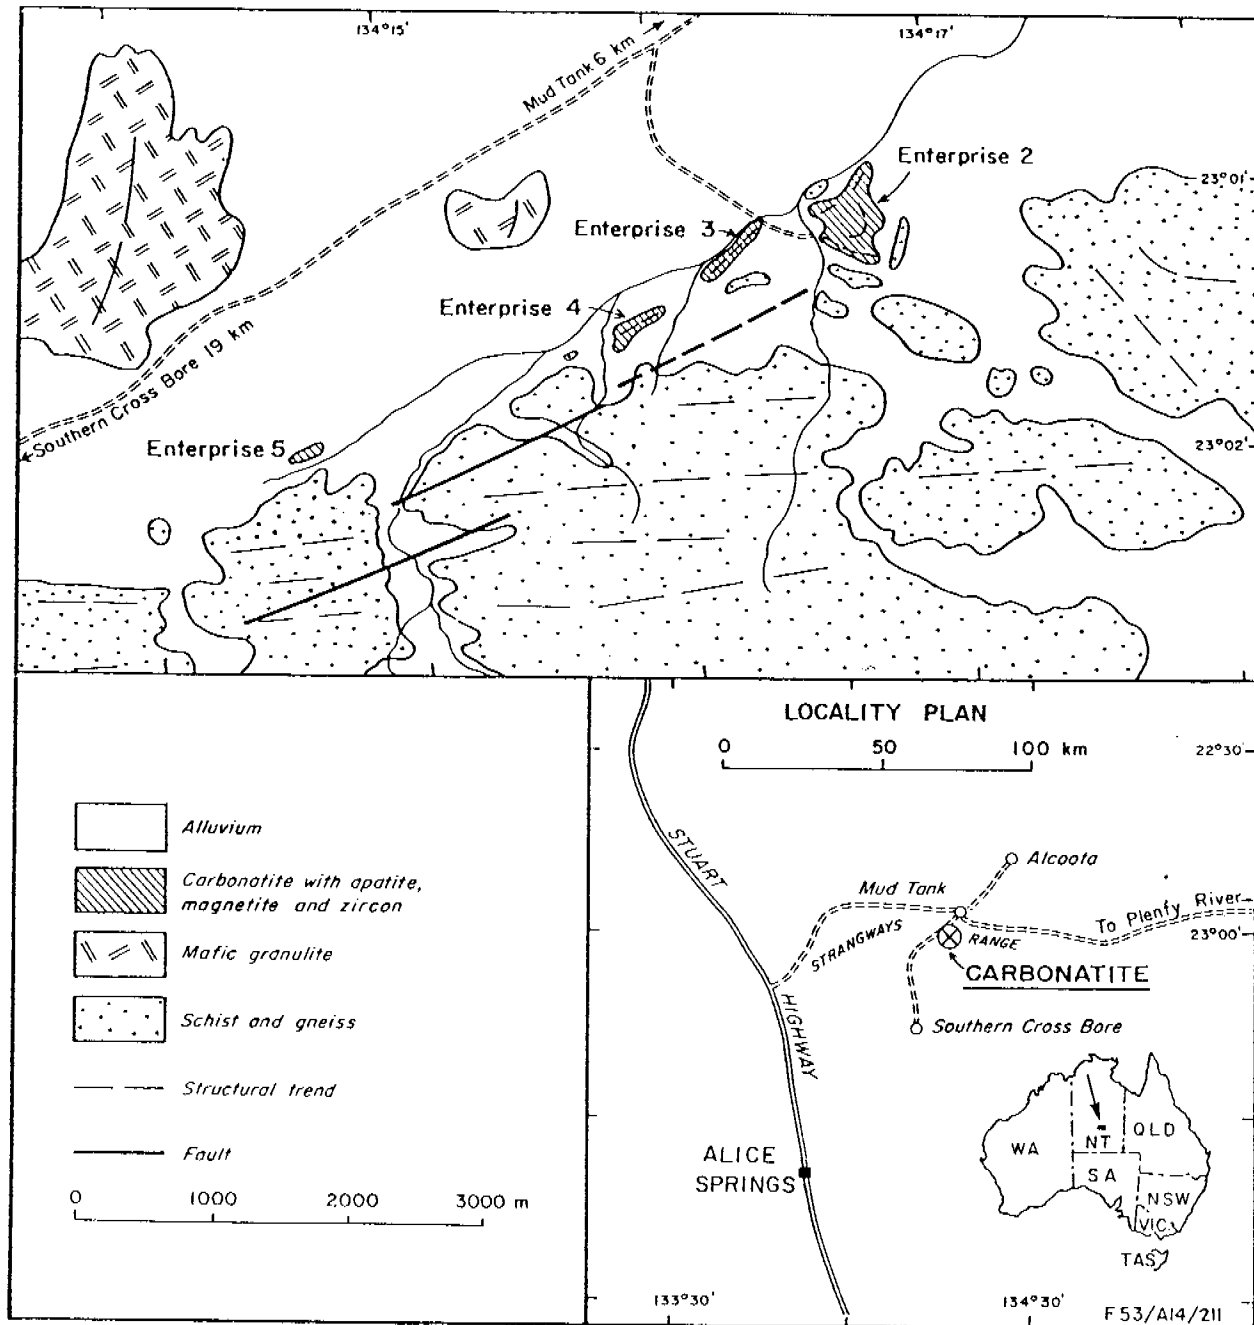 134°15'
134°17'
Mud Tank 6 km
Enterprise 2
23°01'
Enterprise 3
Enterprise 4
Southern Cross Bore 19 km
Enterprise 5
23°02'
Alluvium
Carbonatite with apatite,
magnetite and zircon
Mafic granulite
Schist and gneiss
Structural trend
Fault
0 1000 2000 3000 m
LOCALITY PLAN
0 50 100 km
22°30'
STUART
HIGHWAY
Alcoota
Mud Tank
To Plenty River
23°00'
STRANGWAYS
RANGE
CARBONATITE
Southern Cross Bore
ALICE
SPRINGS
WA
NT
QLD
SA
NSW
VIC.
TAS
133°30'
134°30'
F53/A14/211